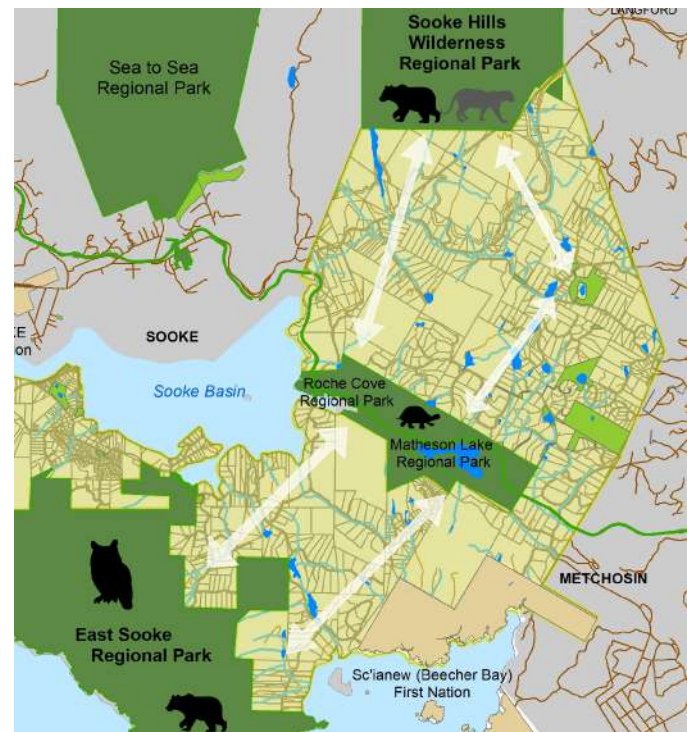 LANGFORD
Sooke Hills
Wilderness
Regional Park
Sea to Sea
Regional Park
SOOKE
Sooke Basin
Roche Cove
Regional Park
Matheson Lake
Regional Park
METCHOSIN
East Sooke
Regional Park
Sc'ianew (Beecher Bay)
First Nation